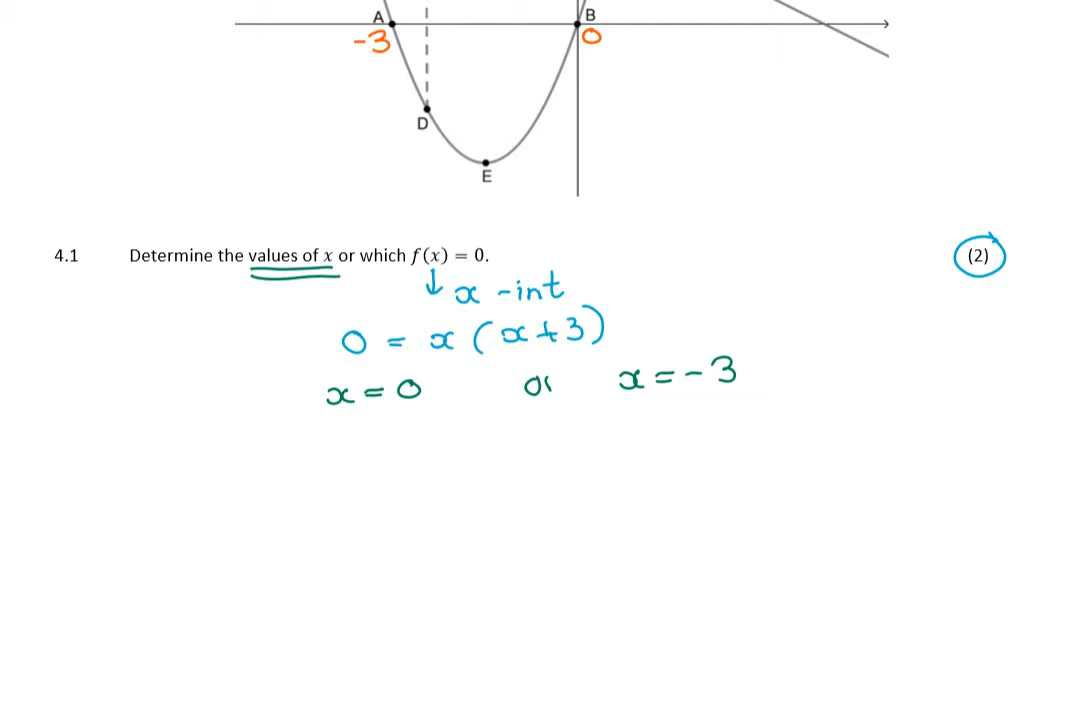 A B
-3 0
D
E
4.1 Determine the values of x or which f(x) = 0. (2)
↓ x - int
0 = x (x+3)
x = 0 or x = -3